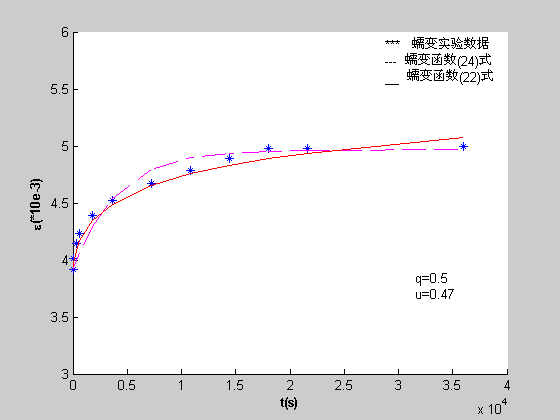 6
5.5
5
4.5
4
3.5
3
ε(*10e-3)
*** 蠕变实验数据
--- 蠕变函数(24)式
— 蠕变函数(22)式
q=0.5
u=0.47
0 0.5 1 1.5 2 2.5 3 3.5 4
t(s)
x 10^4